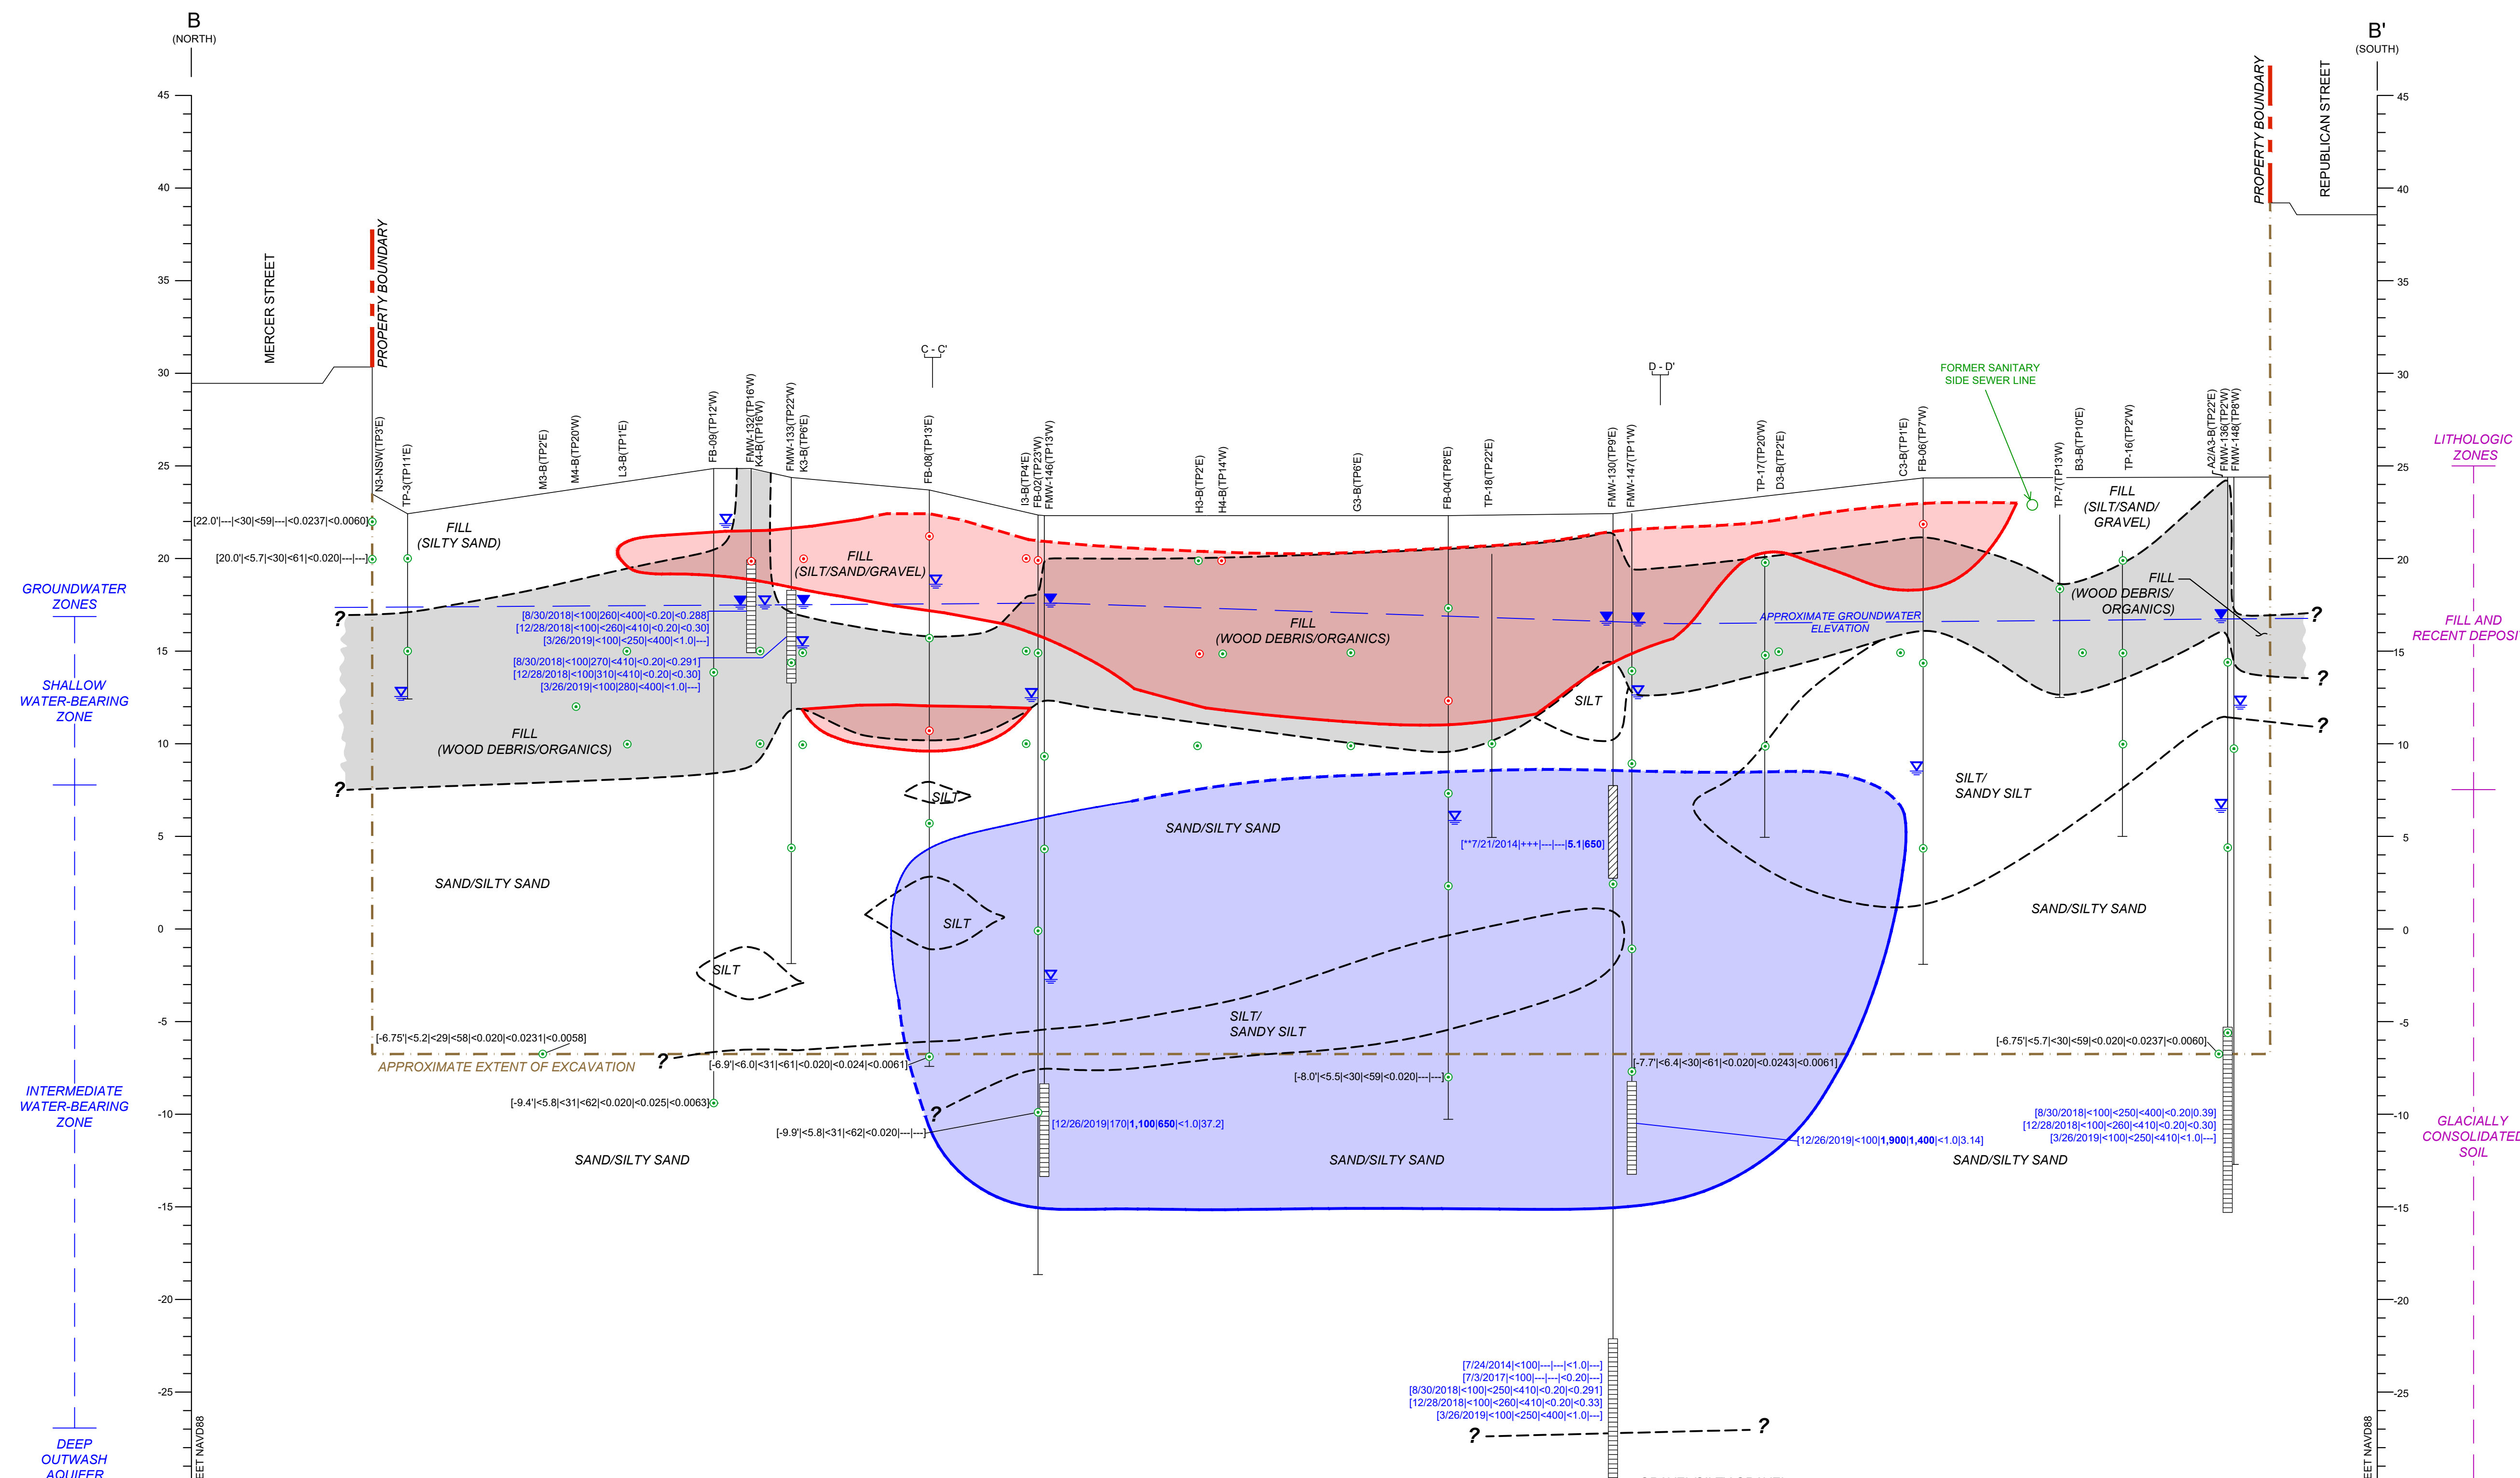 B
(NORTH)
B'
(SOUTH)
MERCER STREET
PROPERTY BOUNDARY
PROPERTY BOUNDARY
REPUBLICAN STREET
45
40
35
30
25
20
15
10
5
0
-5
-10
-15
-20
-25
45
40
35
30
25
20
15
10
5
0
-5
-10
-15
-20
-25
C - C'
D - D'
FORMER SANITARY
SIDE SEWER LINE
N3-NSW(TP3'E)
TP-3(TP11'E)
M3-B(TP2'E)
M4-B(TP20'W)
L3-B(TP1'E)
FB-09(TP12'W)
FMW-132(TP16'W)
K4-B(TP16'W)
FMW-133(TP22'W)
K3-B(TP6'E)
FB-08(TP13'E)
I3-B(TP4'E)
FB-02(TP23'W)
FMW-146(TP13'W)
H3-B(TP2'E)
H4-B(TP14'W)
G3-B(TP6'E)
FB-04(TP8'E)
TP-18(TP22'E)
FMW-130(TP9'E)
FMW-147(TP1'W)
TP-17(TP20'W)
D3-B(TP2'E)
C3-B(TP1'E)
FB-06(TP7'W)
TP-7(TP13'W)
B3-B(TP10'E)
TP-16(TP2'W)
A2/A3-B(TP22'E)
FMW-136(TP2'W)
FMW-148(TP8'W)
GROUNDWATER
ZONES
SHALLOW
WATER-BEARING
ZONE
INTERMEDIATE
WATER-BEARING
ZONE
DEEP
OUTWASH
AQUIFER
LITHOLOGIC
ZONES
FILL AND
RECENT DEPOSI
GLACIALLY
CONSOLIDATED
SOIL
[22.0'|---|<30|<59|---|<0.0237|<0.0060]
[20.0'|<5.7|<30|<61|<0.020|---|---]
FILL
(SILTY SAND)
FILL
(SILT/SAND/GRAVEL)
FILL
(SILT/SAND/
GRAVEL)
FILL
(WOOD DEBRIS/
ORGANICS)
?
?
?
?
?
[8/30/2018|<100|260|<400|<0.20|<0.288]
[12/28/2018|<100|<260|<410|<0.20|<0.30]
[3/26/2019|<100|<250|<400|<1.0|---]
[8/30/2018|<100|270|<410|<0.20|<0.291]
[12/28/2018|<100|310|<410|<0.20|<0.30]
[3/26/2019|<100|280|<400|<1.0|---]
FILL
(WOOD DEBRIS/ORGANICS)
APPROXIMATE GROUNDWATER
ELEVATION
FILL
(WOOD DEBRIS/ORGANICS)
SILT
SILT
SILT/
SANDY SILT
SAND/SILTY SAND
[**7/21/2014|+++|---|---|5.1|650]
SAND/SILTY SAND
SILT
SAND/SILTY SAND
SILT
SILT/
SANDY SILT
[-6.75'|<5.2|<29|<58|<0.020|<0.0231|<0.0058]
APPROXIMATE EXTENT OF EXCAVATION
?
[-6.9'|<6.0|<31|<61|<0.020|<0.024|<0.0061]
[-8.0'|<5.5|<30|<59|<0.020|---|---]
[-7.7'|<6.4|<30|<61|<0.020|<0.0243|<0.0061]
[-6.75'|<5.7|<30|<59|<0.020|<0.0237|<0.0060]
[-9.4'|<5.8|<31|<62|<0.020|<0.025|<0.0063]
?
[-9.9'|<5.8|<31|<62|<0.020|---|---]
[12/26/2019|170|1,100|650|<1.0|37.2]
[12/26/2019|<100|1,900|1,400|<1.0|3.14]
[8/30/2018|<100|<250|<400|<0.20|0.39]
[12/28/2018|<100|<260|<410|<0.20|<0.30]
[3/26/2019|<100|<250|<410|<1.0|---]
SAND/SILTY SAND
SAND/SILTY SAND
SAND/SILTY SAND
[7/24/2014|<100|---|---|<1.0|---]
[7/3/2017|<100|---|---|<0.20|---]
[8/30/2018|<100|<250|<410|<0.20|<0.291]
[12/28/2018|<100|<260|<410|<0.20|<0.33]
[3/26/2019|<100|<250|<400|<1.0|---]
?
?
EET NAVD88
EET NAVD88